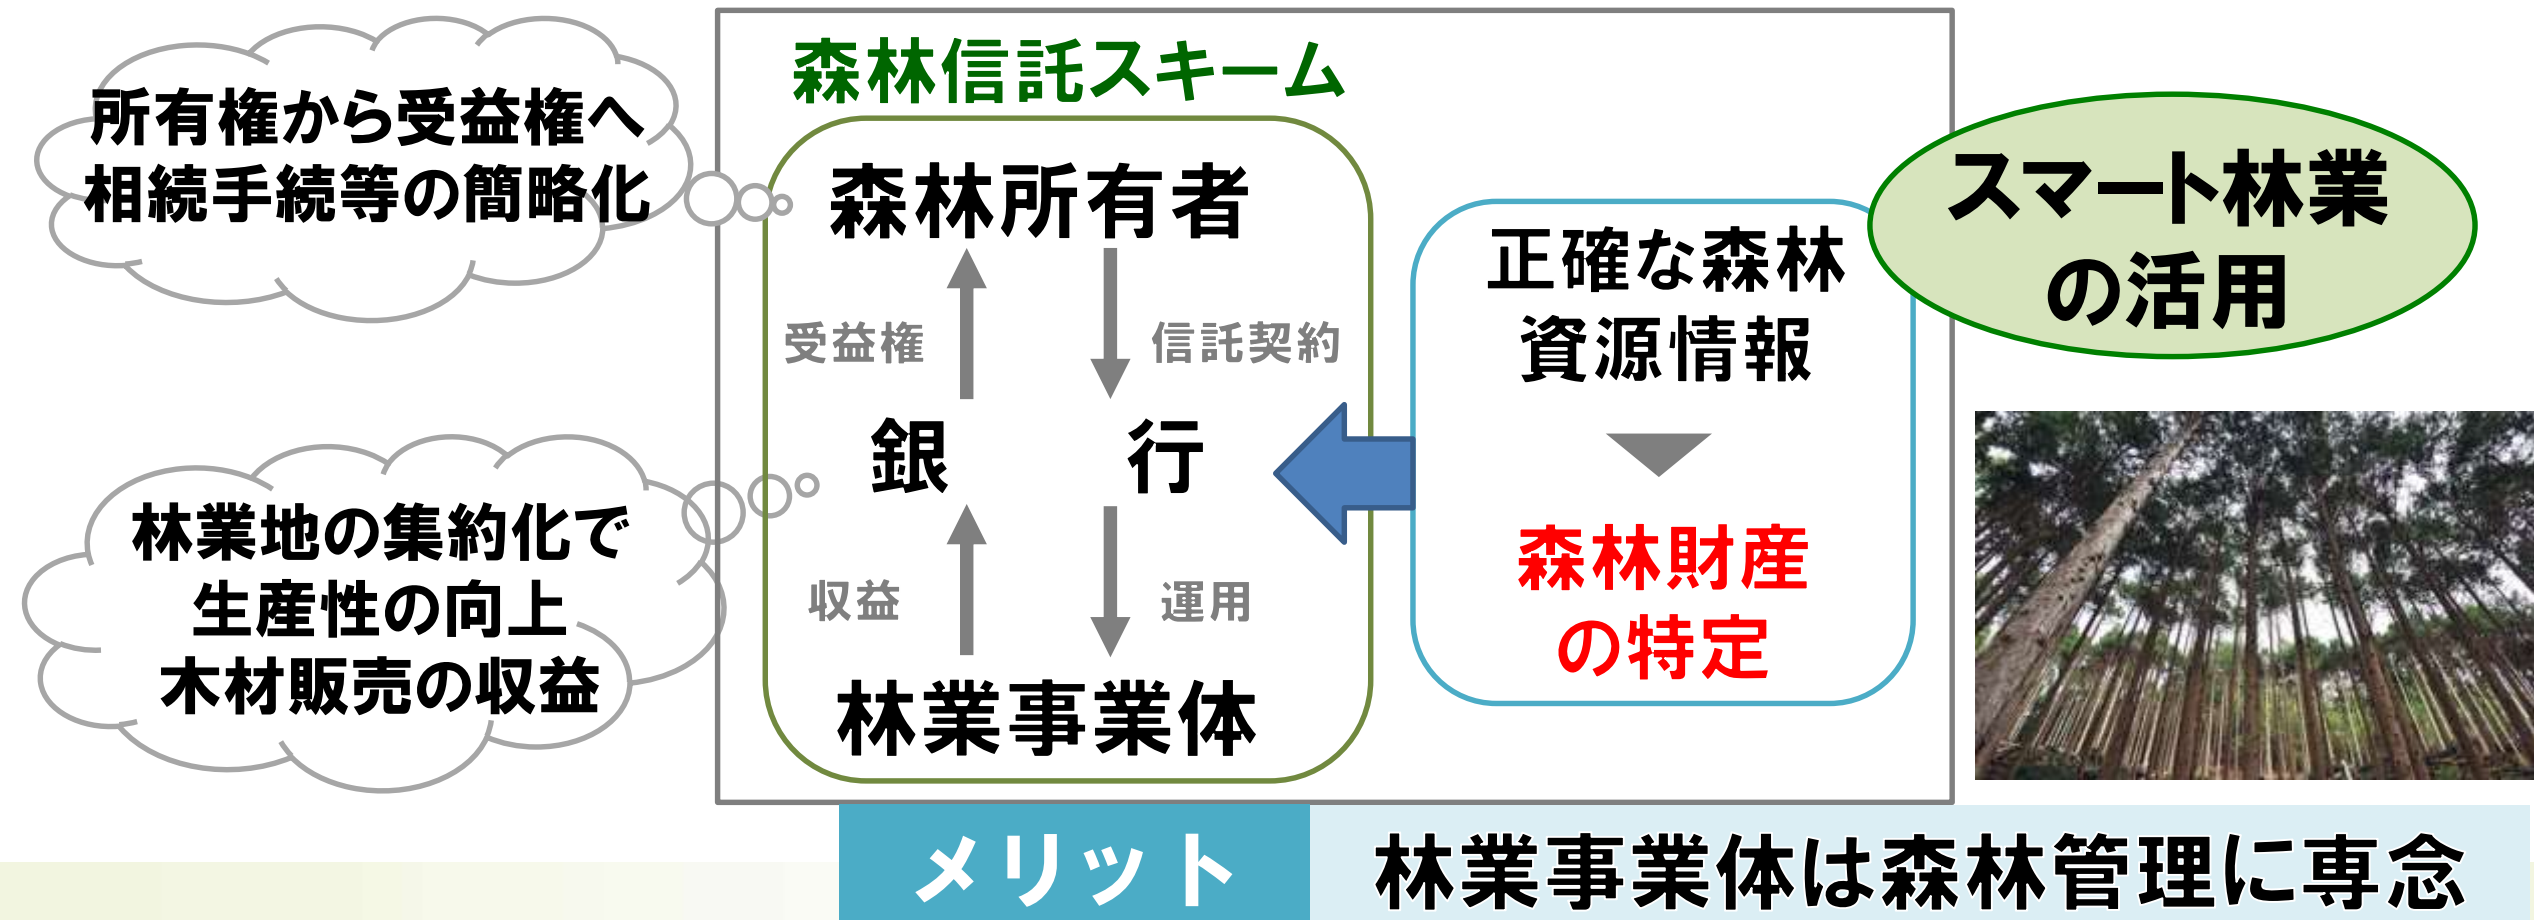 所有権から受益権へ
相続手続等の簡略化
林業地の集約化で
生産性の向上
木材販売の収益
森林信託スキーム
森林所有者
受益権
信託契約
銀 行
収益
運用
林業事業体
正確な森林
資源情報
森林財産
の特定
スマート林業
の活用
メリット
林業事業体は森林管理に専念